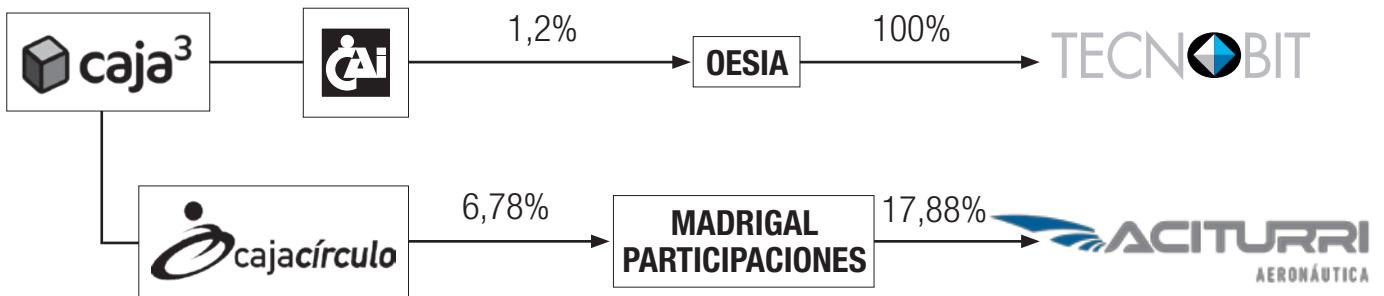 caja³
CAi
1,2%
OESIA
100%
TECNOBIT
cajacírculo
6,78%
MADRIGAL
PARTICIPACIONES
17,88%
ACITURRI
AERONÁUTICA